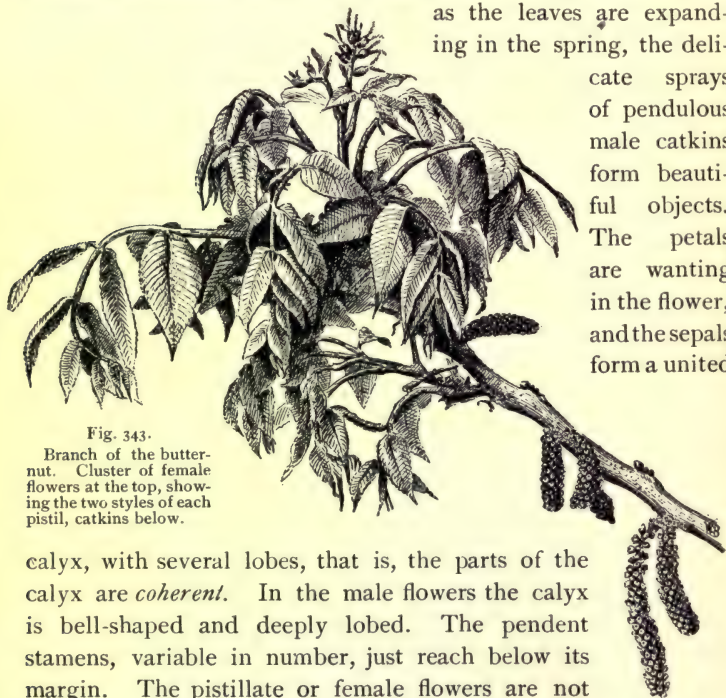 as the leaves are expand-
ing in the spring, the deli-
cate sprays
of pendulous
male catkins
form beauti-
ful objects.
The petals
are wanting
in the flower,
and the sepals
form a united
Fig. 343.
Branch of the butter-
nut. Cluster of female
flowers at the top, show-
ing the two styles of each
pistil, catkins below.
calyx, with several lobes, that is, the parts of the
calyx are coherent. In the male flowers the calyx
is bell-shaped and deeply lobed. The pendent
stamens, variable in number, just reach below its
margin. The pistillate or female flowers are not